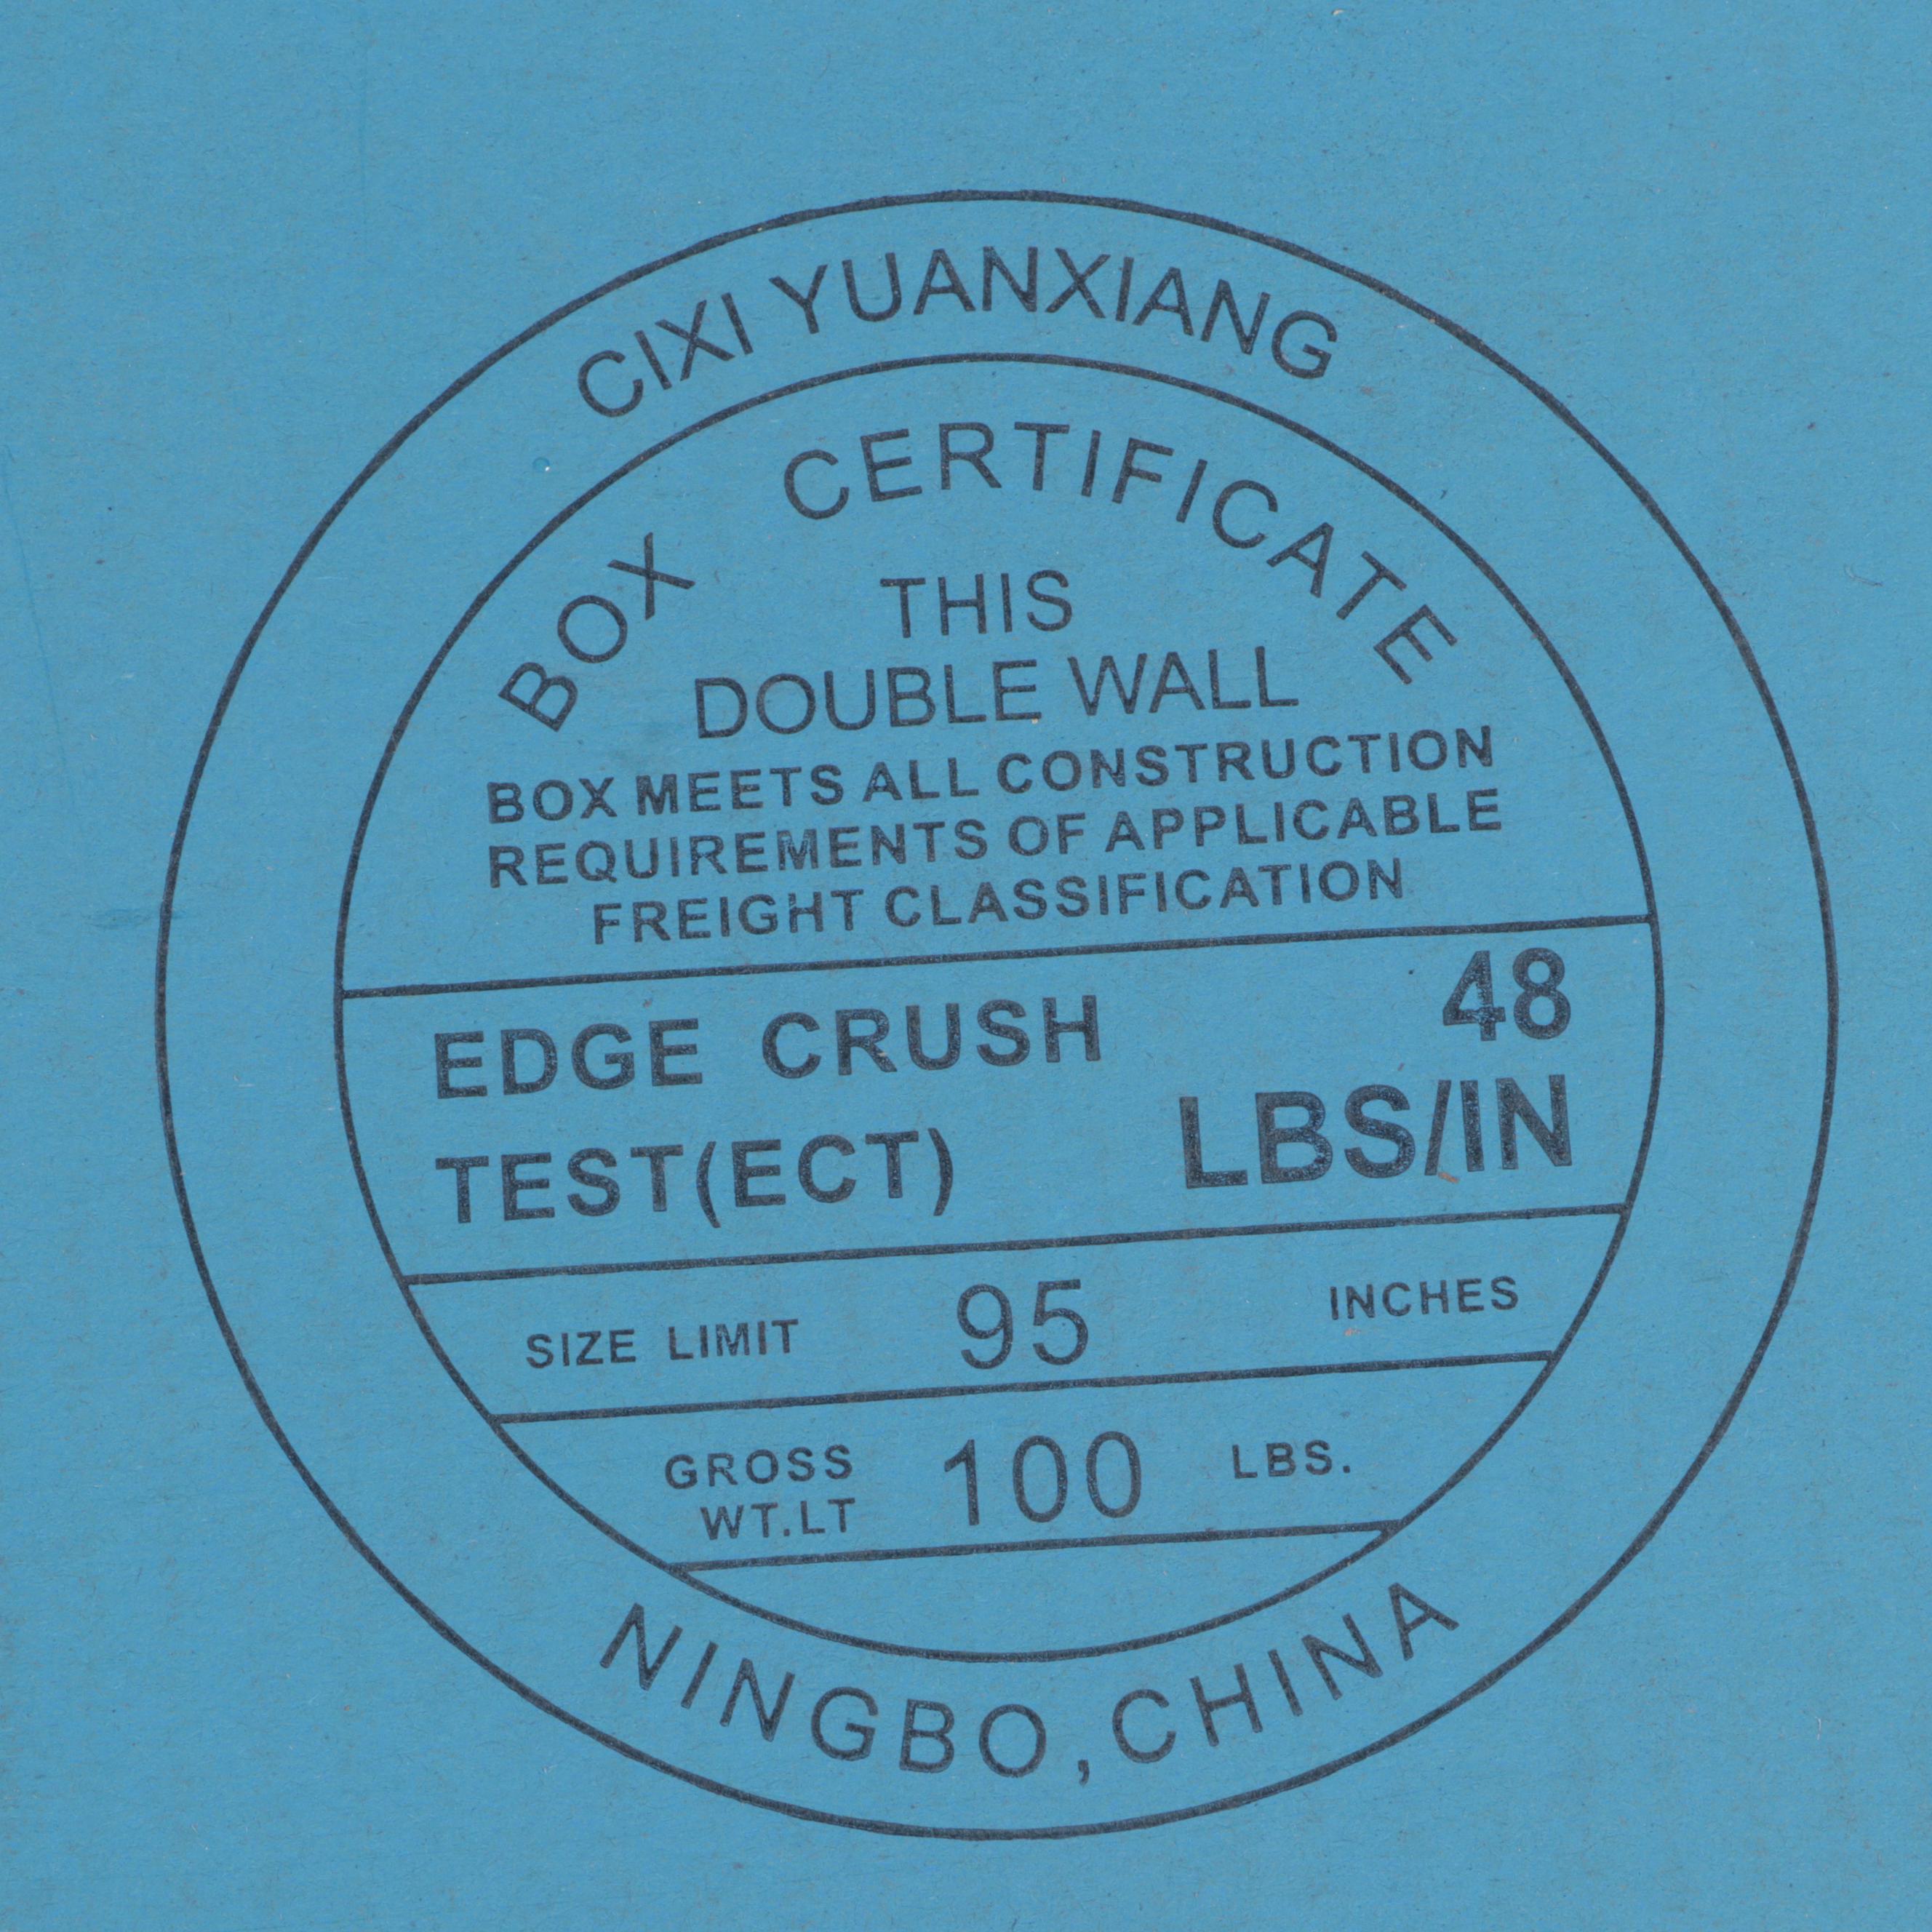 CIXI YUANXIANG
BOX CERTIFICATE
THIS
DOUBLE WALL
BOX MEETS ALL CONSTRUCTION
REQUIREMENTS OF APPLICABLE
FREIGHT CLASSIFICATION
EDGE CRUSH 48
TEST(ECT) LBS/IN
SIZE LIMIT 95 INCHES
GROSS
WT.LT 100 LBS.
NINGBO,CHINA